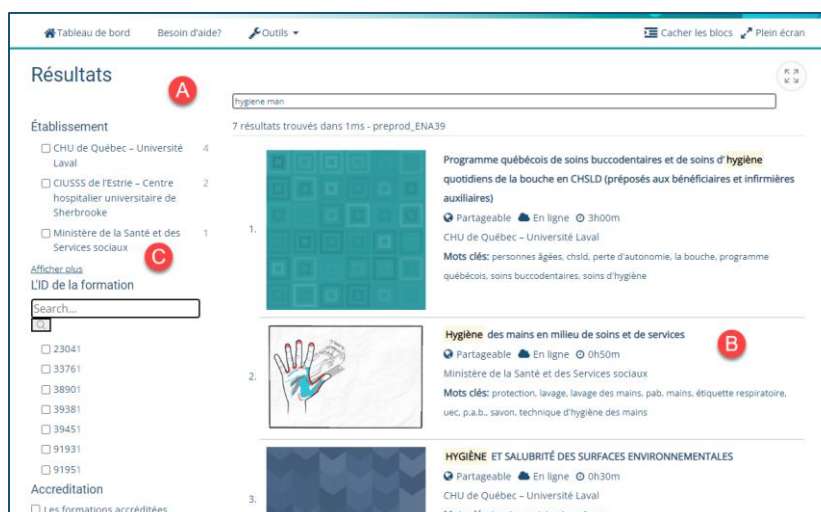 Tableau de bord
Besoin d'aide?
Outils
Cacher les blocs
Plein écran
Résultats
A
hygiene man
7 résultats trouvés dans 1ms - preprod_ENA39
Établissement
CHU de Québec – Université 4
Laval
CIUSSS de l'Estrie – Centre 2
hospitalier universitaire de
Sherbrooke
Ministère de la Santé et des 1
Services sociaux
C
Afficher plus
L'ID de la formation
Search...
23041
33761
38901
39381
39451
91931
91951
Accreditation
Les formations accréditées
1.
Programme québécois de soins buccodentaires et de soins d'hygiène
quotidiens de la bouche en CHSLD (préposés aux bénéficiaires et infirmières
auxiliaires)
Partageable En ligne 3h00m
CHU de Québec – Université Laval
Mots clés: personnes âgées, chsld, perte d'autonomie, la bouche, programme
québécois, soins buccodentaires, soins d'hygiène
2.
Hygiène des mains en milieu de soins et de services
B
Partageable En ligne 0h50m
Ministère de la Santé et des Services sociaux
Mots clés: protection, lavage, lavage des mains, pab, mains, étiquette respiratoire,
uec, p.a.b., savon, technique d'hygiène des mains
3.
HYGIÈNE ET SALUBRITÉ DES SURFACES ENVIRONNEMENTALES
Partageable En ligne 0h30m
CHU de Québec – Université Laval